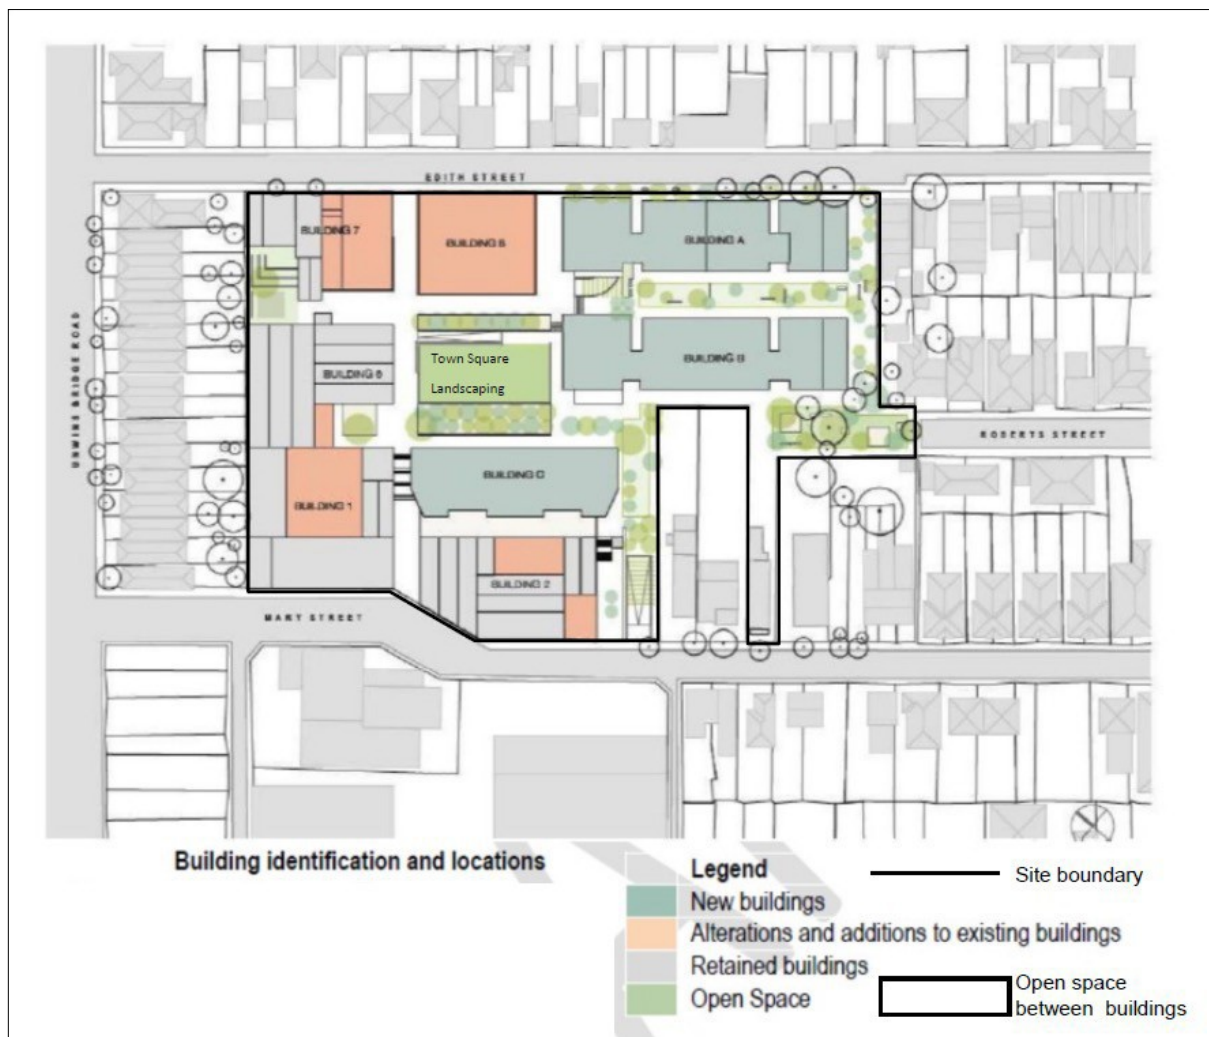 EDITH STREET
BUILDING 7
BUILDING 5
BUILDING A
UNWINS BRIDGE ROAD
Town Square
Landscaping
BUILDING 6
BUILDING B
ROBERTS STREET
BUILDING C
BUILDING 1
BUILDING 2
MARY STREET
Building identification and locations
Legend
Site boundary
New buildings
Alterations and additions to existing buildings
Retained buildings
Open Space
Open space
between buildings